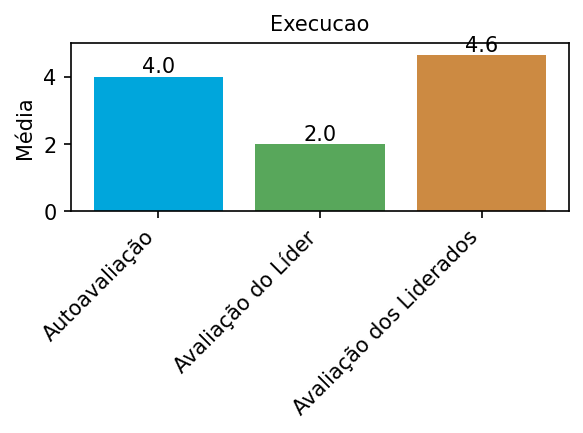 Execucao
Média
4
2
0
4.0
2.0
4.6
Autoavaliação
Avaliação do Líder
Avaliação dos Liderados